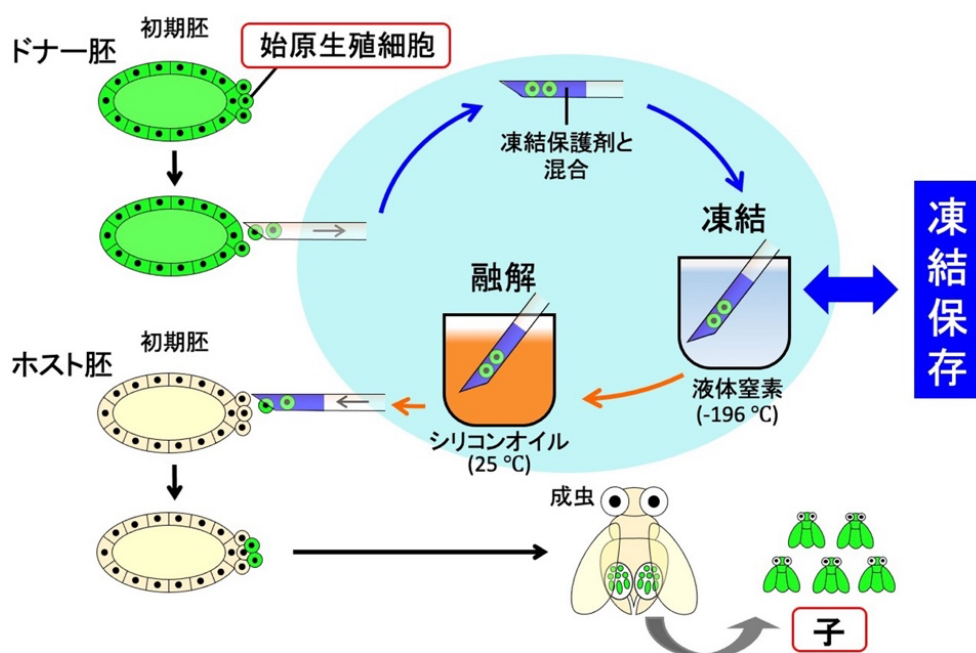 ドナー胚
初期胚
始原生殖細胞
凍結保護剤と
混合
凍結
液体窒素
(-196 ℃)
凍結保存
融解
シリコンオイル
(25 ℃)
ホスト胚
初期胚
成虫
子